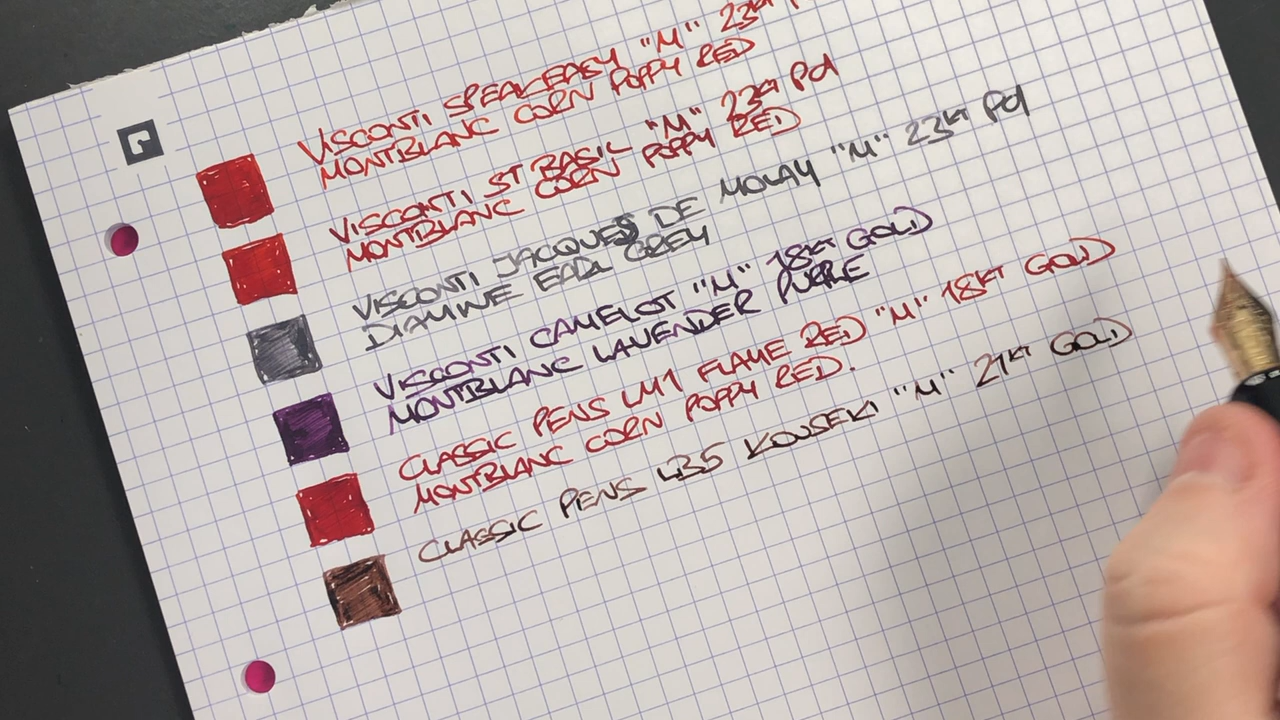 VISCONTI SPEAKEASY "M" 23KT
MONTBLANC CORN POPPY RED
VISCONTI ST BASIL "M" 23KT Pd
MONTBLANC CORN POPPY RED
VISCONTI JACQUES DE MOLAY "M" 23KT Pd
DIAMINE EARL GREY
VISCONTI CAMELOT "M" 18KT GOLD
MONTBLANC LAVENDER PURPLE
CLASSIC PENS LM1 FLAME RED "M" 18KT GOLD
MONTBLANC CORN POPPY RED.
CLASSIC PENS LB5 KOUSEKI "M" 21KT GOLD